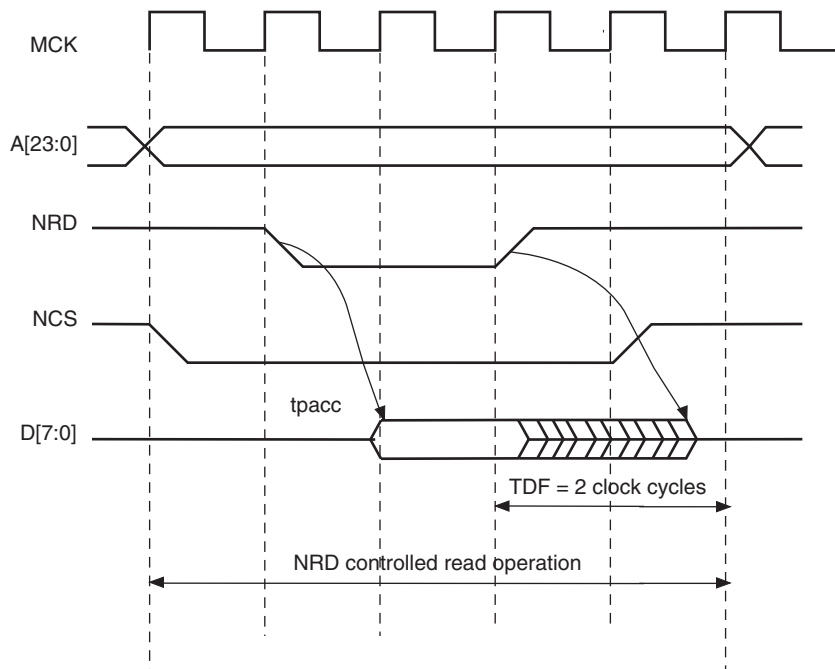 MCK
A[23:0]
NRD
NCS
tpacc
D[7:0]
TDF = 2 clock cycles
NRD controlled read operation